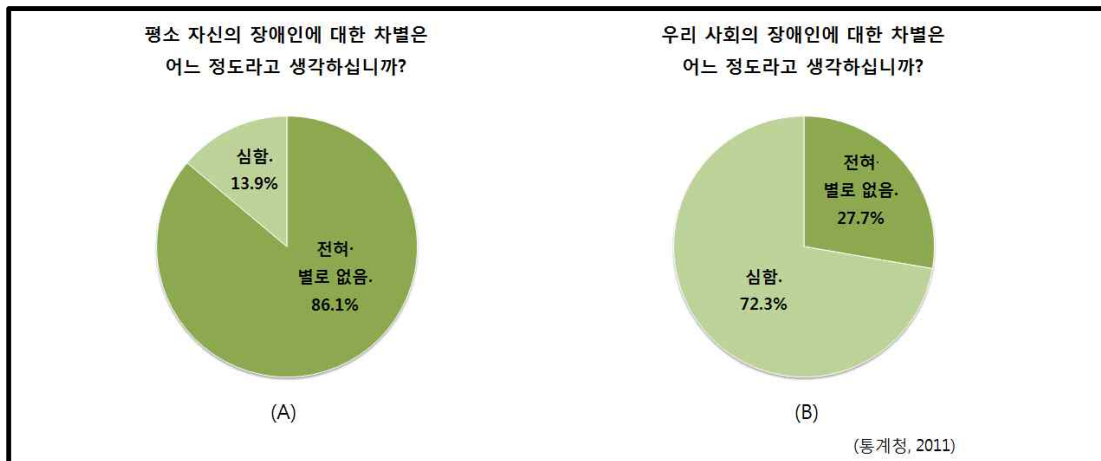 평소 자신의 장애인에 대한 차별은
어느 정도라고 생각하십니까?
심함.
13.9%
전혀·
별로 없음.
86.1%
(A)
우리 사회의 장애인에 대한 차별은
어느 정도라고 생각하십니까?
전혀·
별로 없음.
27.7%
심함.
72.3%
(B)
(통계청, 2011)